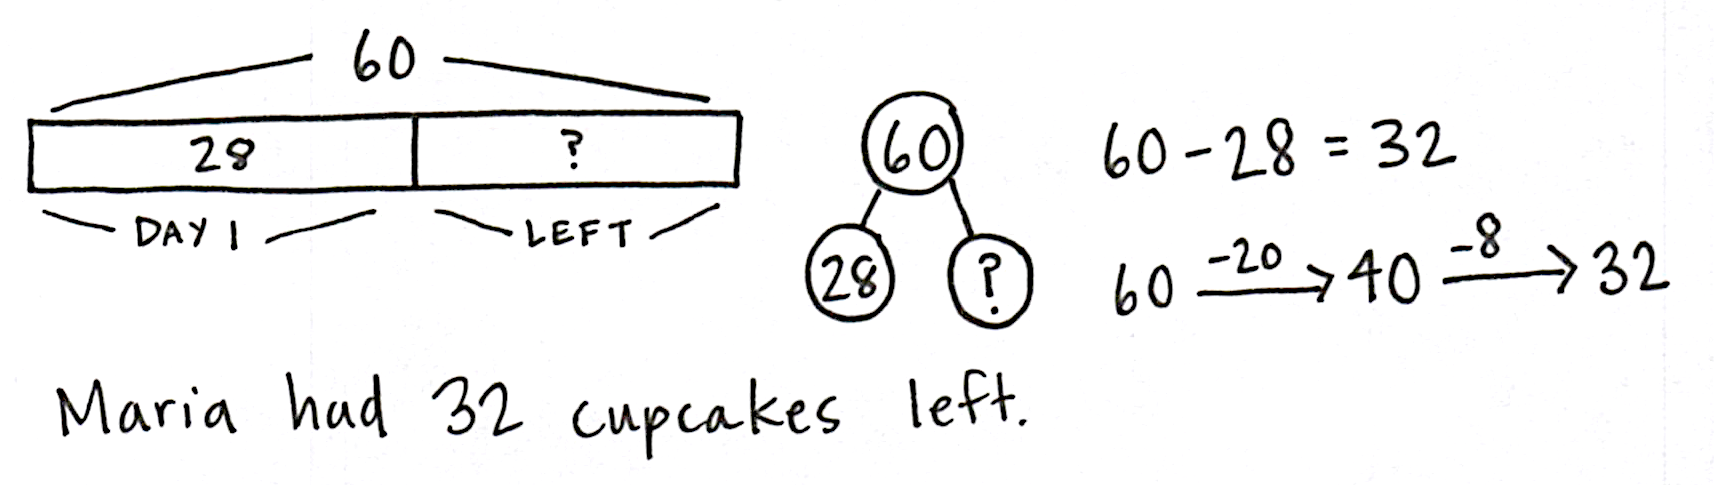 60
28 ?
DAY 1 LEFT
60
28 ?
60 - 28 = 32
60 -20→ 40 -8→ 32
Maria had 32 cupcakes left.